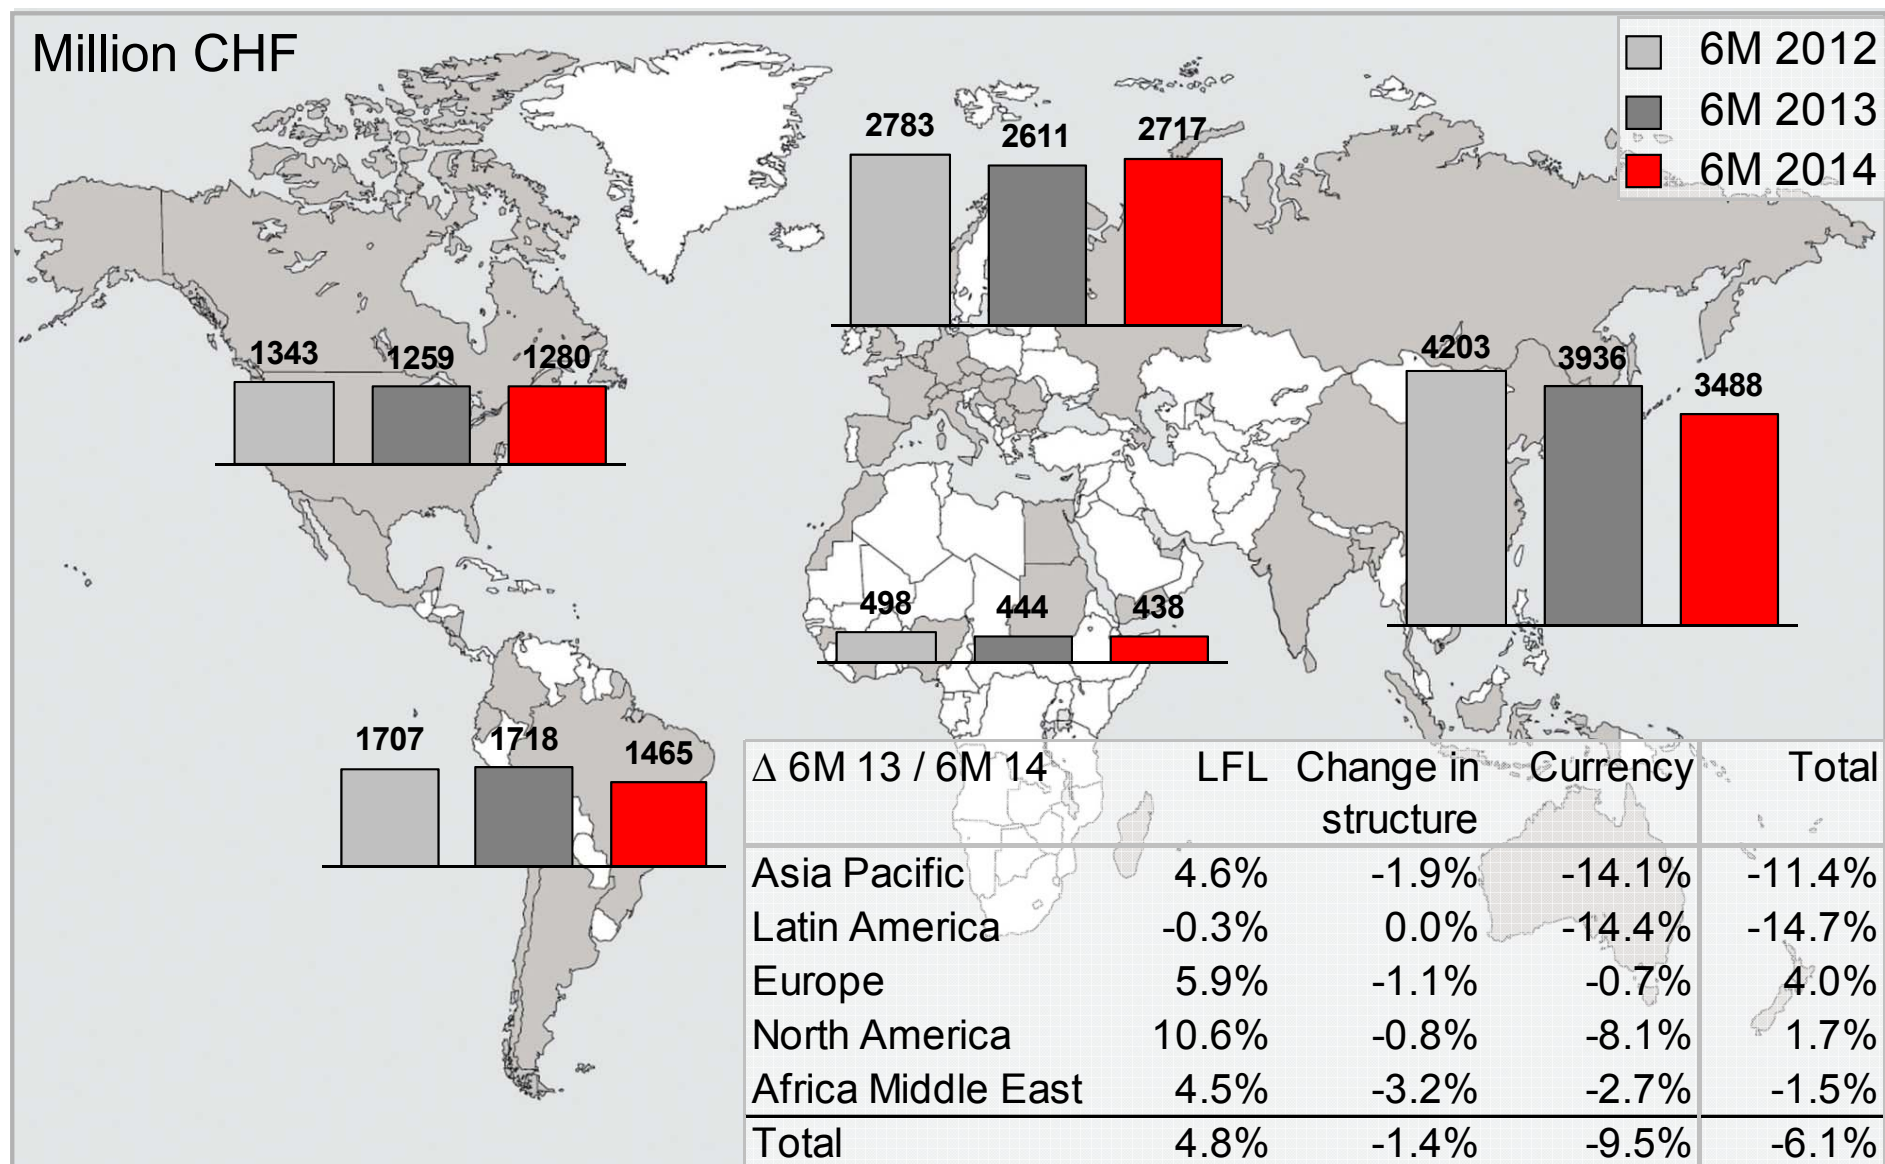 Million CHF
6M 2012
6M 2013
6M 2014
2783 2611 2717
1343 1259 1280
4203 3936 3488
498 444 438
1707 1718 1465
Δ 6M 13 / 6M 14 LFL Change in structure Currency Total
Asia Pacific 4.6% -1.9% -14.1% -11.4%
Latin America -0.3% 0.0% -14.4% -14.7%
Europe 5.9% -1.1% -0.7% 4.0%
North America 10.6% -0.8% -8.1% 1.7%
Africa Middle East 4.5% -3.2% -2.7% -1.5%
Total 4.8% -1.4% -9.5% -6.1%